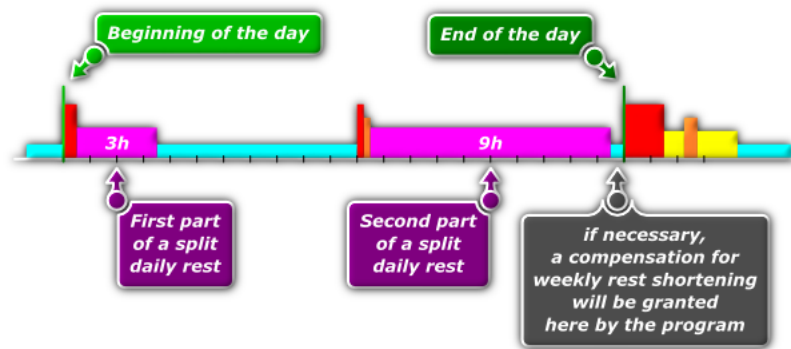 Beginning of the day
End of the day
3h
9h
First part
of a split
daily rest
Second part
of a split
daily rest
if necessary,
a compensation for
weekly rest shortening
will be granted
here by the program